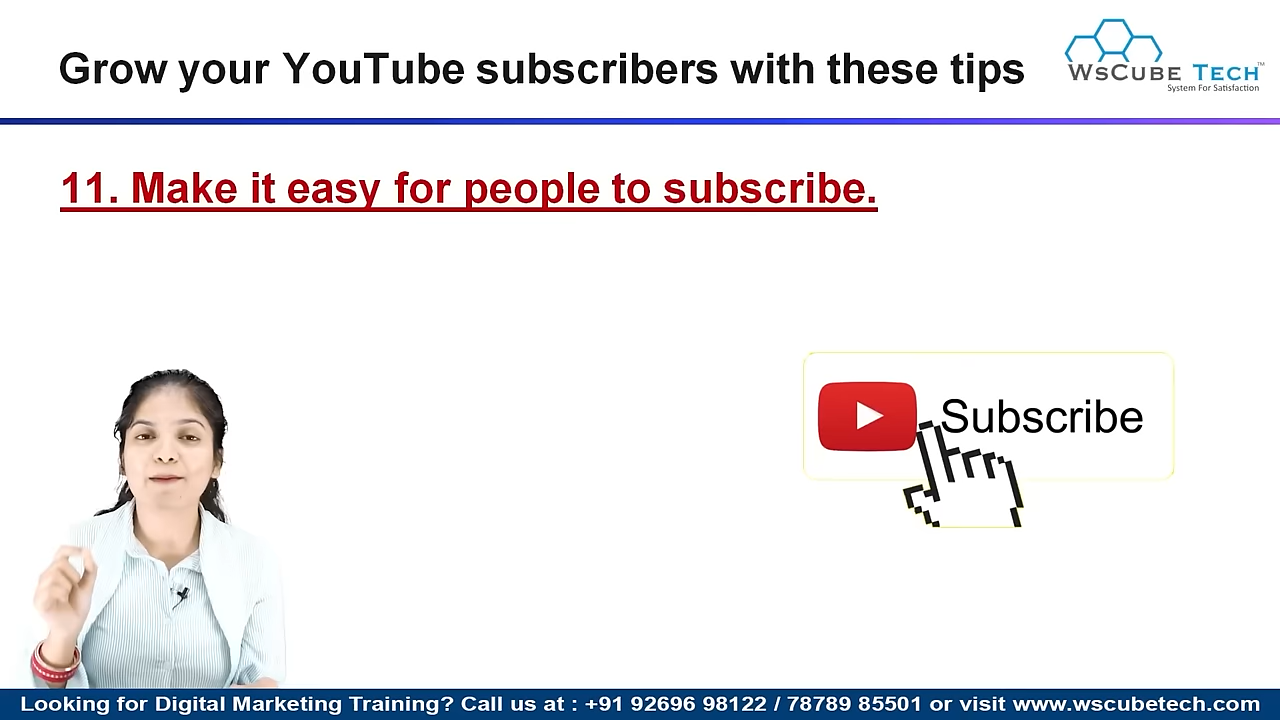 Grow your YouTube subscribers with these tips
WsCube Tech™
System For Satisfaction
11. Make it easy for people to subscribe.
Subscribe
Looking for Digital Marketing Training? Call us at : +91 92696 98122 / 78789 85501 or visit www.wscubetech.com